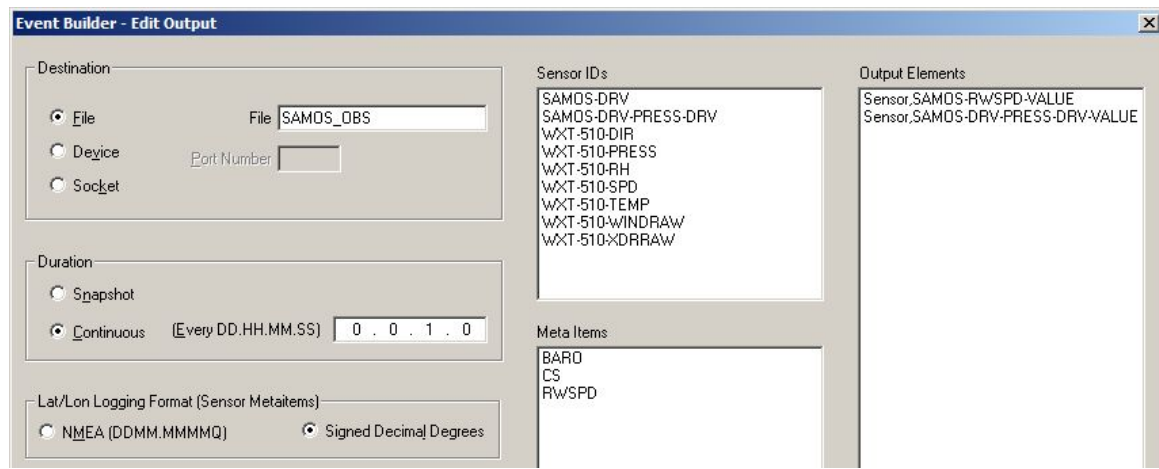 Event Builder - Edit Output
Destination
File
File SAMOS_OBS
Device
Port Number
Socket
Duration
Snapshot
Continuous (Every DD.HH.MM.SS) 0 . 0 . 1 . 0
Lat/Lon Logging Format (Sensor Metaitems)
NMEA (DDMM.MMMMQ) Signed Decimal Degrees
Sensor IDs
SAMOS-DRV
SAMOS-DRV-PRESS-DRV
WXT-510-DIR
WXT-510-PRESS
WXT-510-RH
WXT-510-SPD
WXT-510-TEMP
WXT-510-WINDRAW
WXT-510-XDRRAW
Meta Items
BARO
CS
RWSPD
Output Elements
Sensor,SAMOS-RWSPD-VALUE
Sensor,SAMOS-DRV-PRESS-DRV-VALUE